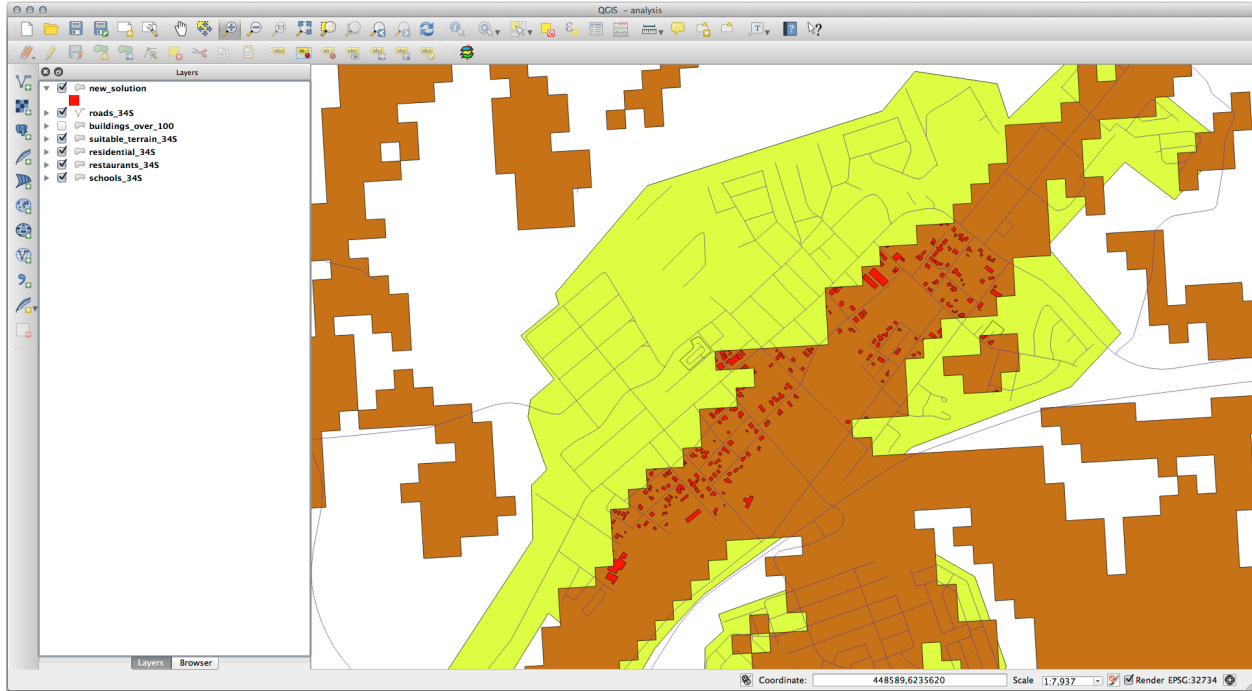 QGIS - analysis
Layers
new_solution
roads_34S
buildings_over_100
suitable_terrain_34S
residential_34S
restaurants_34S
schools_34S
Layers
Browser
Coordinate:
448589,6235620
Scale
1:7,937
Render
EPSG:32734